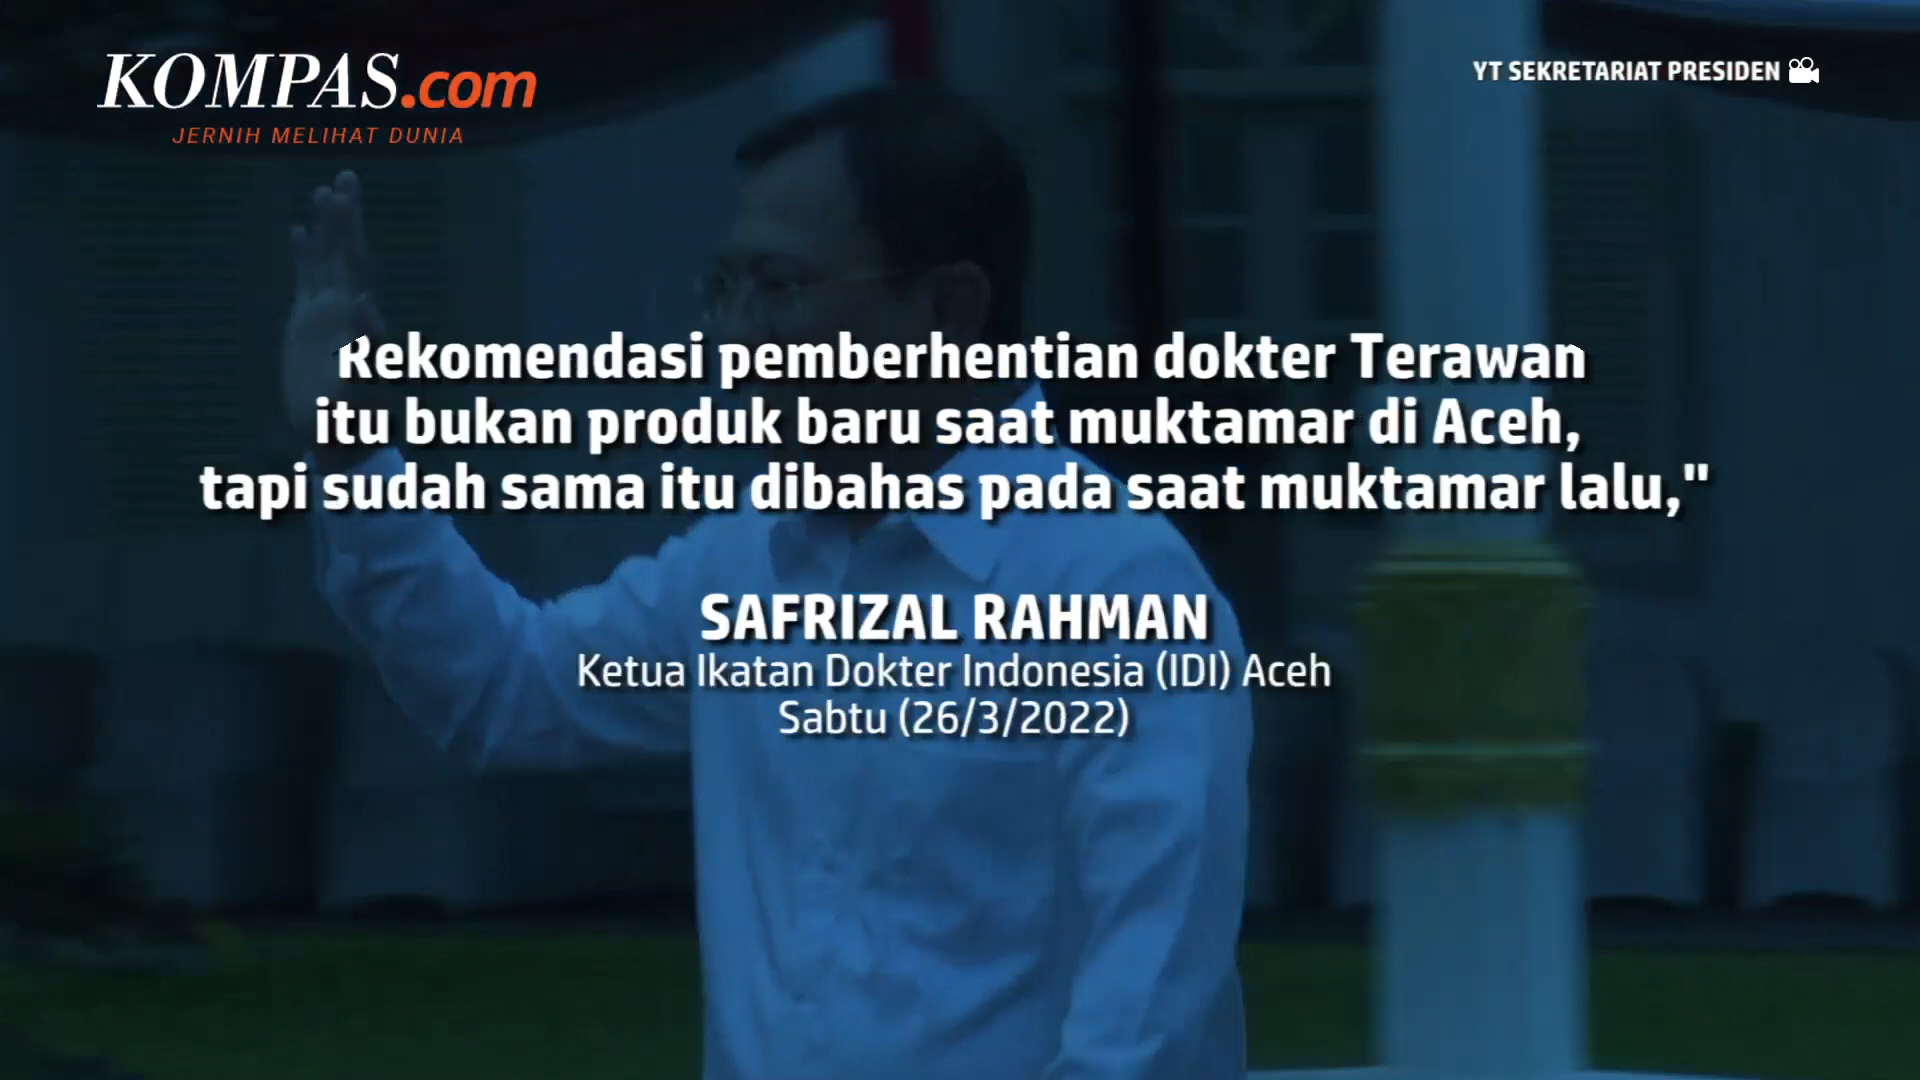 KOMPAS.com
JERNIH MELIHAT DUNIA
YT SEKRETARIAT PRESIDEN
Rekomendasi pemberhentian dokter Terawan
itu bukan produk baru saat muktamar di Aceh,
tapi sudah sama itu dibahas pada saat muktamar lalu,"
SAFRIZAL RAHMAN
Ketua Ikatan Dokter Indonesia (IDI) Aceh
Sabtu (26/3/2022)